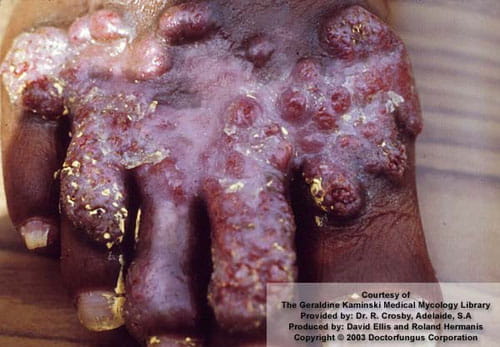 Courtesy of
The Geraldine Kaminski Medical Mycology Library
Provided by: Dr. R. Crosby, Adelaide, S.A
Produced by: David Ellis and Roland Hermanis
Copyright © 2003 Doctorfungus Corporation